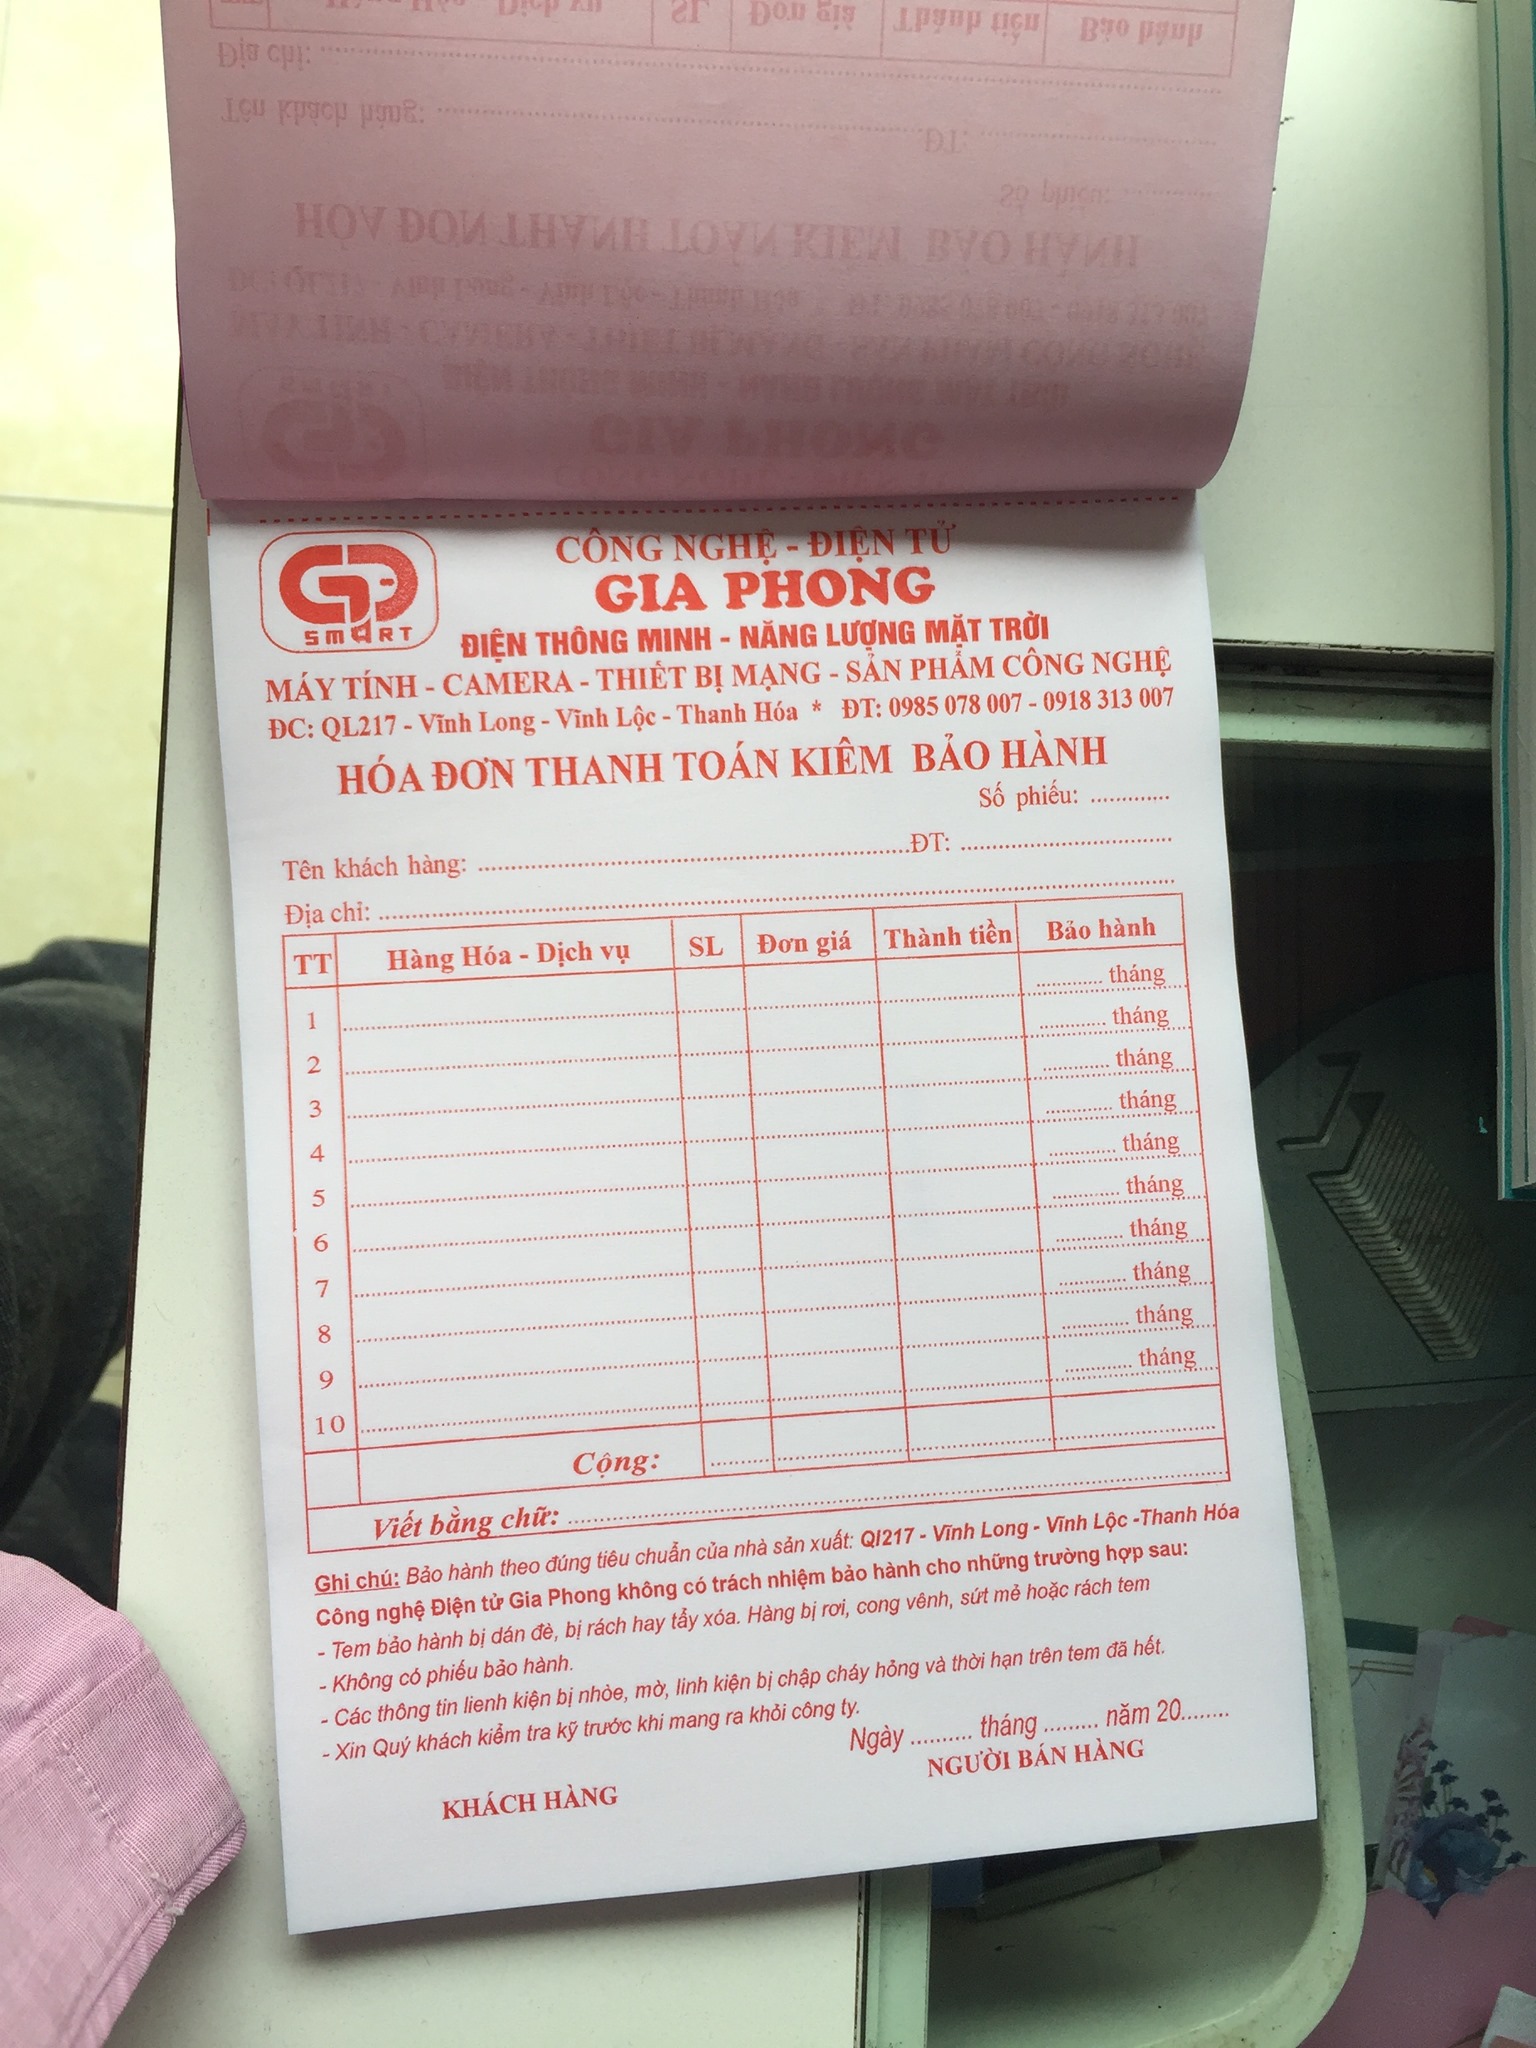 CÔNG NGHỆ - ĐIỆN TỬ
GIA PHONG
SMART
ĐIỆN THÔNG MINH - NĂNG LƯỢNG MẶT TRỜI
MÁY TÍNH - CAMERA - THIẾT BỊ MẠNG - SẢN PHẨM CÔNG NGHỆ
ĐC: QL217 - Vĩnh Long - Vĩnh Lộc - Thanh Hóa * ĐT: 0985 078 007 - 0918 313 007
HÓA ĐƠN THANH TOÁN KIÊM BẢO HÀNH
Số phiếu: .............
Tên khách hàng: ................................................................ĐT: ................................
Địa chỉ: ........................................................................................................................
TT Hàng Hóa - Dịch vụ SL Đơn giá Thành tiền Bảo hành
1 ............ tháng
2 ............ tháng
3 ............ tháng
4 ............ tháng
5 ............ tháng
6 ............ tháng
7 ............ tháng
8 ............ tháng
9 ............ tháng
10 ............ tháng
Cộng:
Viết bằng chữ: ....................................................................................................
Ghi chú: Bảo hành theo đúng tiêu chuẩn của nhà sản xuất: Ql217 - Vĩnh Long - Vĩnh Lộc -Thanh Hóa
Công nghệ Điện tử Gia Phong không có trách nhiệm bảo hành cho những trường hợp sau:
- Tem bảo hành bị dán đè, bị rách hay tẩy xóa. Hàng bị rơi, cong vênh, sứt mẻ hoặc rách tem
- Không có phiếu bảo hành.
- Các thông tin lienh kiện bị nhòe, mờ, linh kiện bị chập cháy hỏng và thời hạn trên tem đã hết.
- Xin Quý khách kiểm tra kỹ trước khi mang ra khỏi công ty.
Ngày .......... tháng ......... năm 20........
KHÁCH HÀNG NGƯỜI BÁN HÀNG